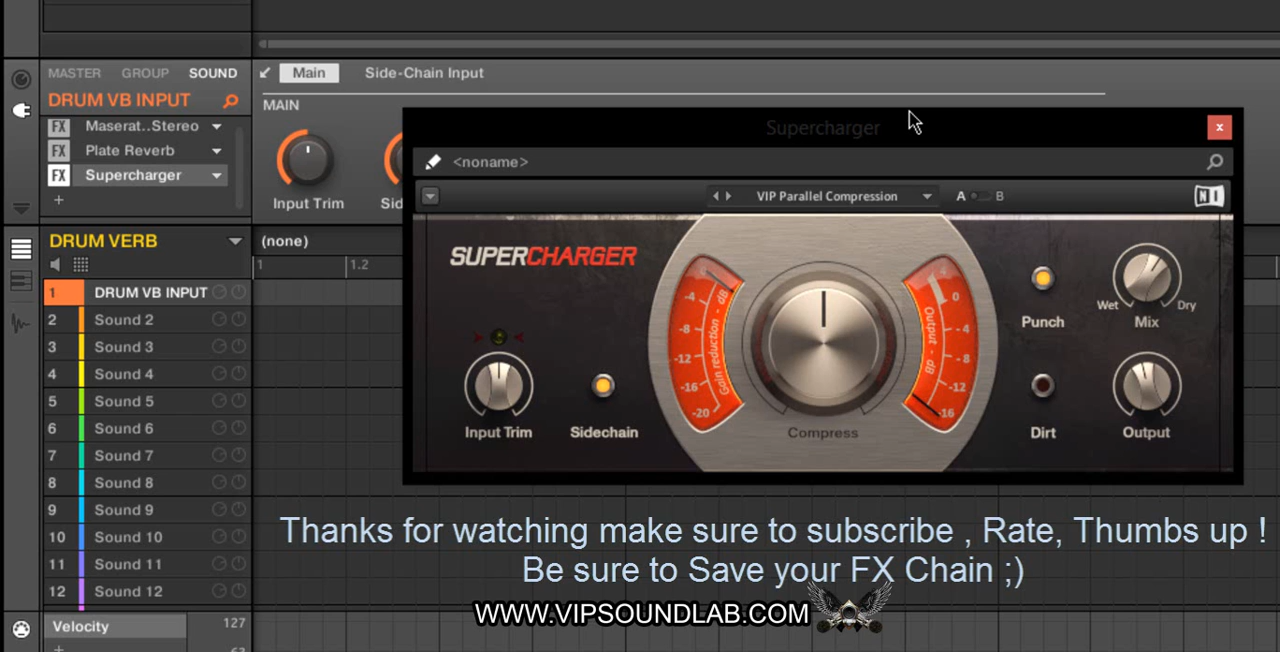 MASTER GROUP SOUND
DRUM VB INPUT
FX Maserat..Stereo
FX Plate Reverb
FX Supercharger
+
Main Side-Chain Input
MAIN
Input Trim
Sid
Supercharger
x
<noname>
VIP Parallel Compression
A B
NI
SUPERCHARGER
Input Trim
Sidechain
-4
-8
-12
-16
-20
Gain reduction - dB
Compress
Output - dB
0
-4
-8
-12
-16
Punch
Dirt
Wet Dry
Mix
Output
DRUM VERB
(none)
1 1.2
1 DRUM VB INPUT
2 Sound 2
3 Sound 3
4 Sound 4
5 Sound 5
6 Sound 6
7 Sound 7
8 Sound 8
9 Sound 9
10 Sound 10
11 Sound 11
12 Sound 12
Velocity
127
63
+
Thanks for watching make sure to subscribe , Rate, Thumbs up !
Be sure to Save your FX Chain ;)
WWW.VIPSOUNDLAB.COM